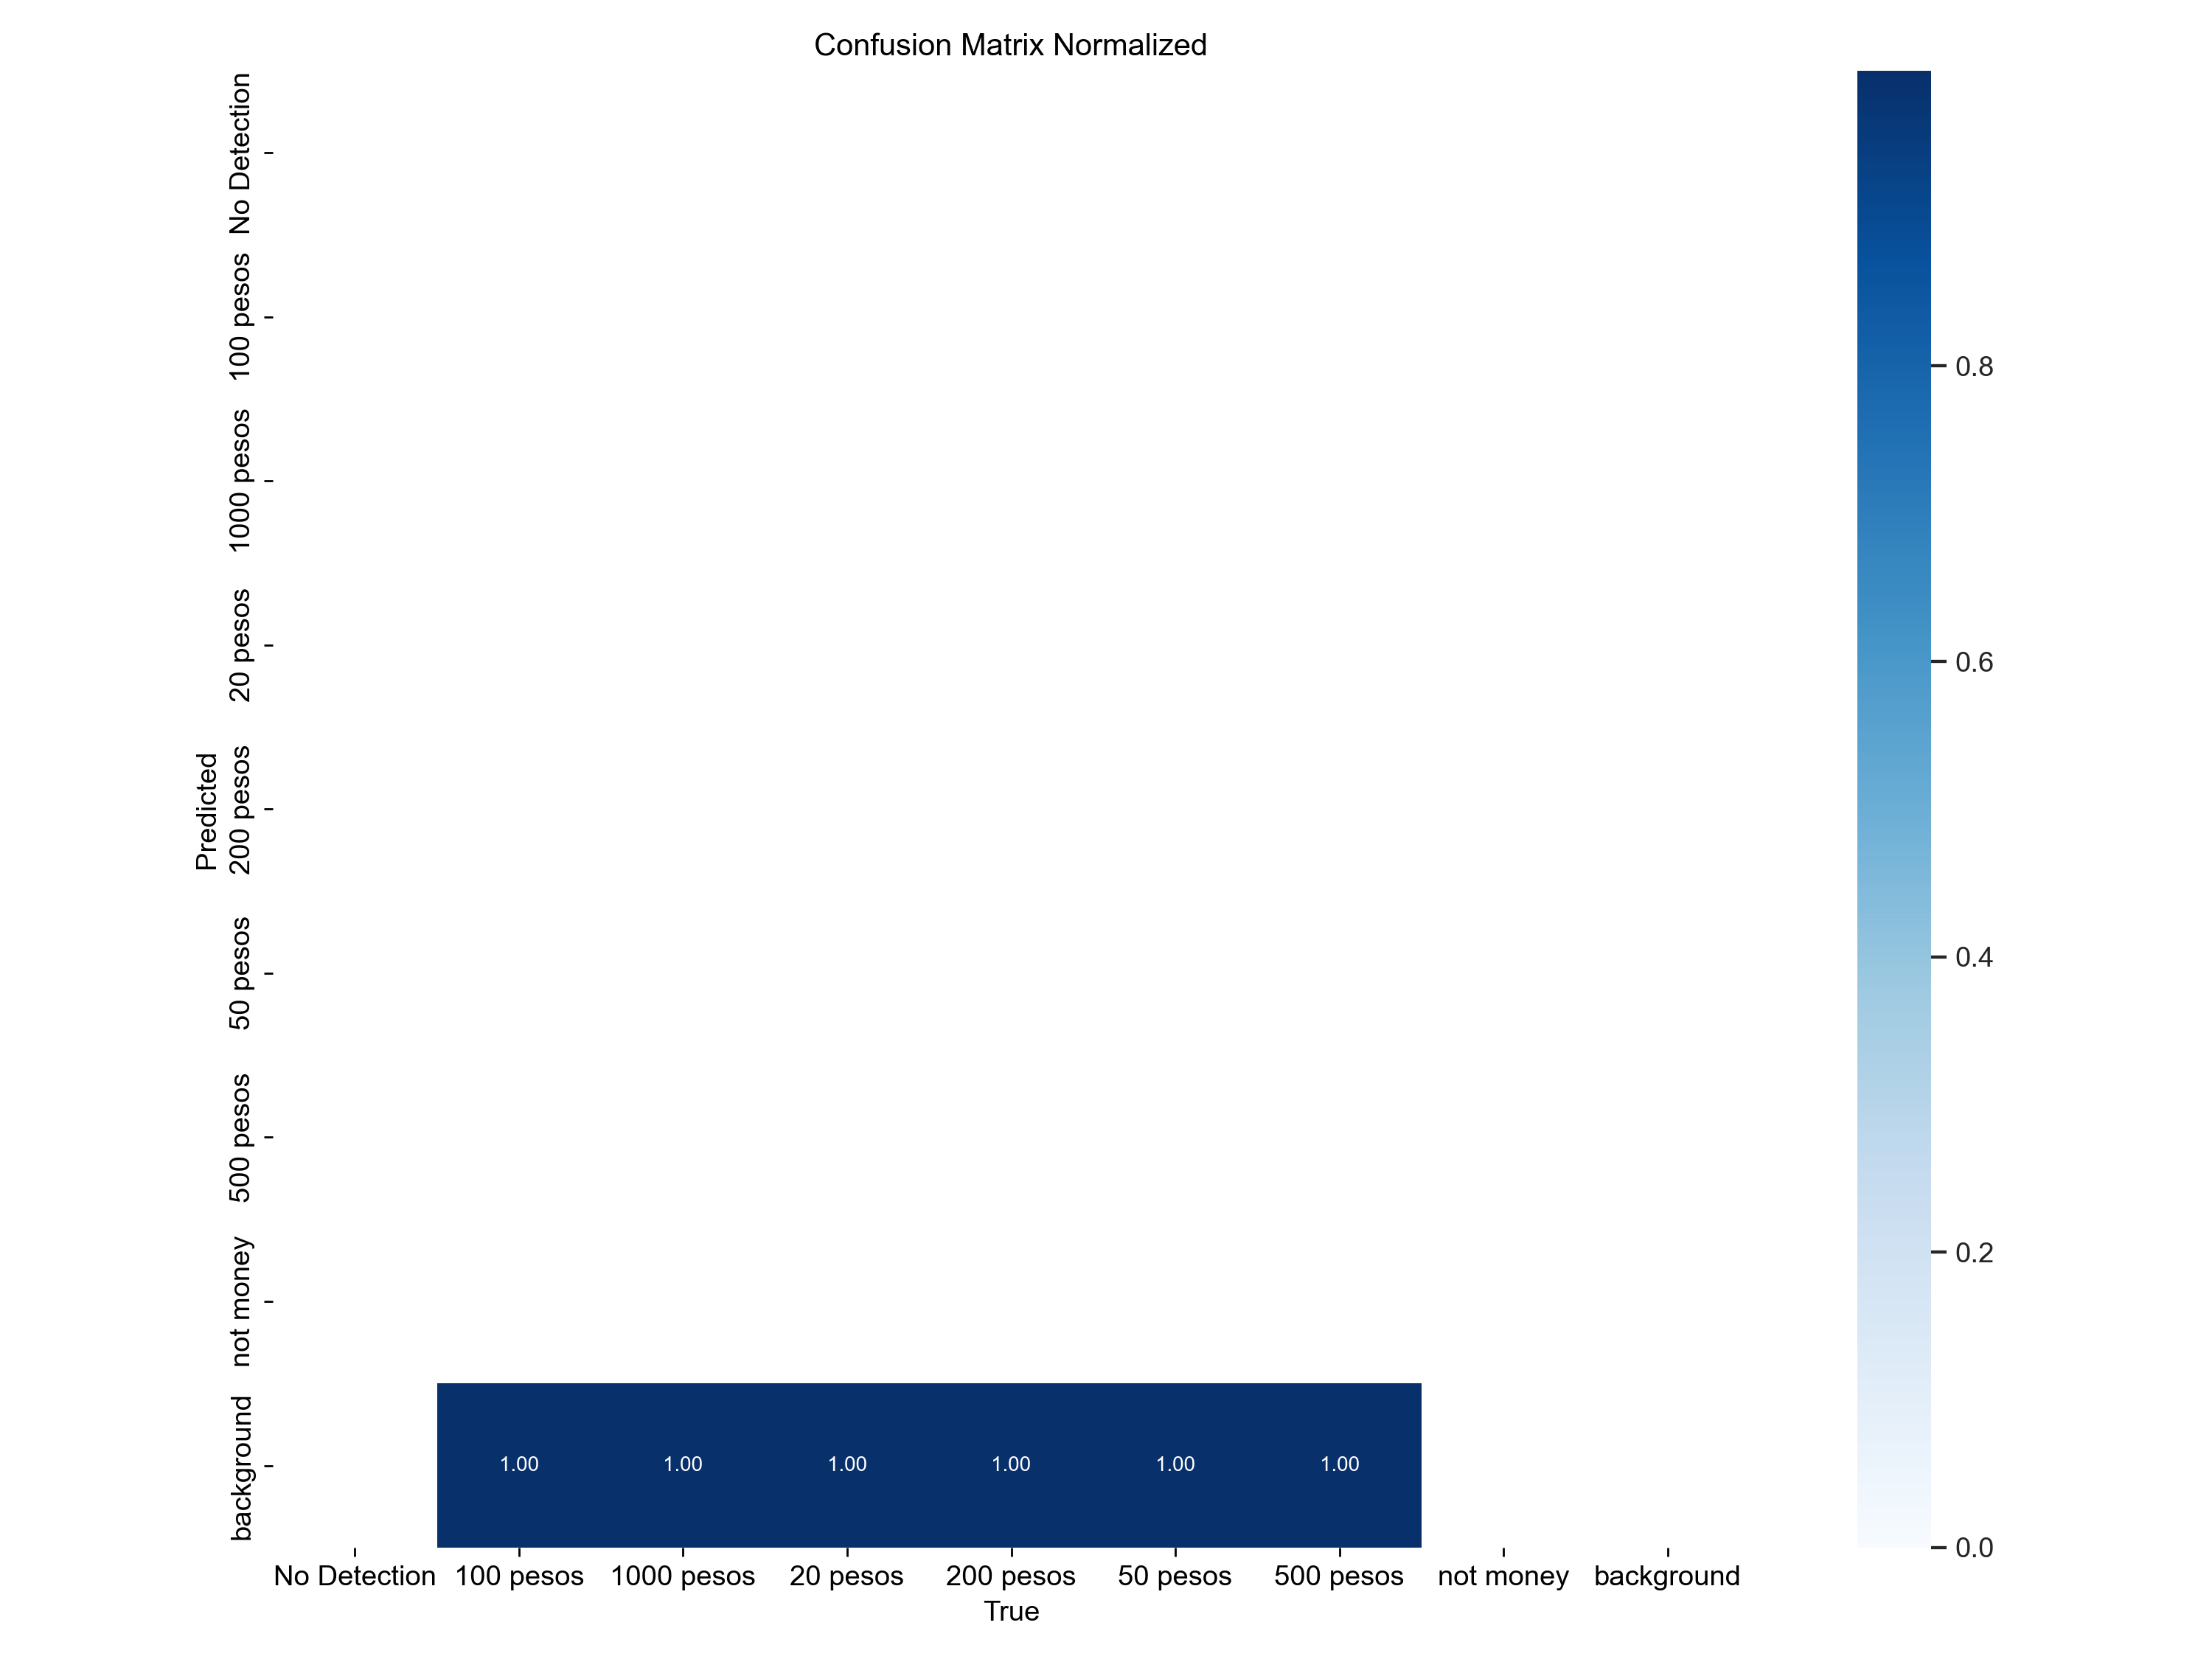 Confusion Matrix Normalized
Predicted
No Detection
100 pesos
1000 pesos
20 pesos
200 pesos
50 pesos
500 pesos
not money
background
1.00 1.00 1.00 1.00 1.00 1.00
No Detection 100 pesos 1000 pesos 20 pesos 200 pesos 50 pesos 500 pesos not money background
True
0.8
0.6
0.4
0.2
0.0